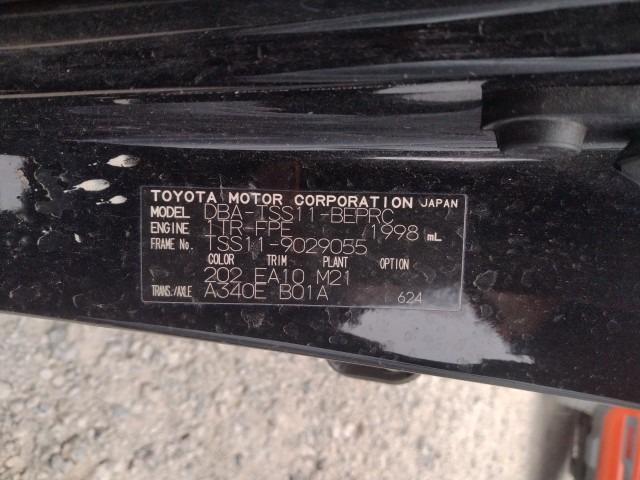 TOYOTA MOTOR CORPORATION JAPAN
MODEL DBA-TSS11-BEPRC
ENGINE 1TR-FPE 1998 mL
FRAME No. TSS11-9029055
COLOR TRIM PLANT OPTION
202 FA10 M21
TRANS./AXLE A340E B01A 624